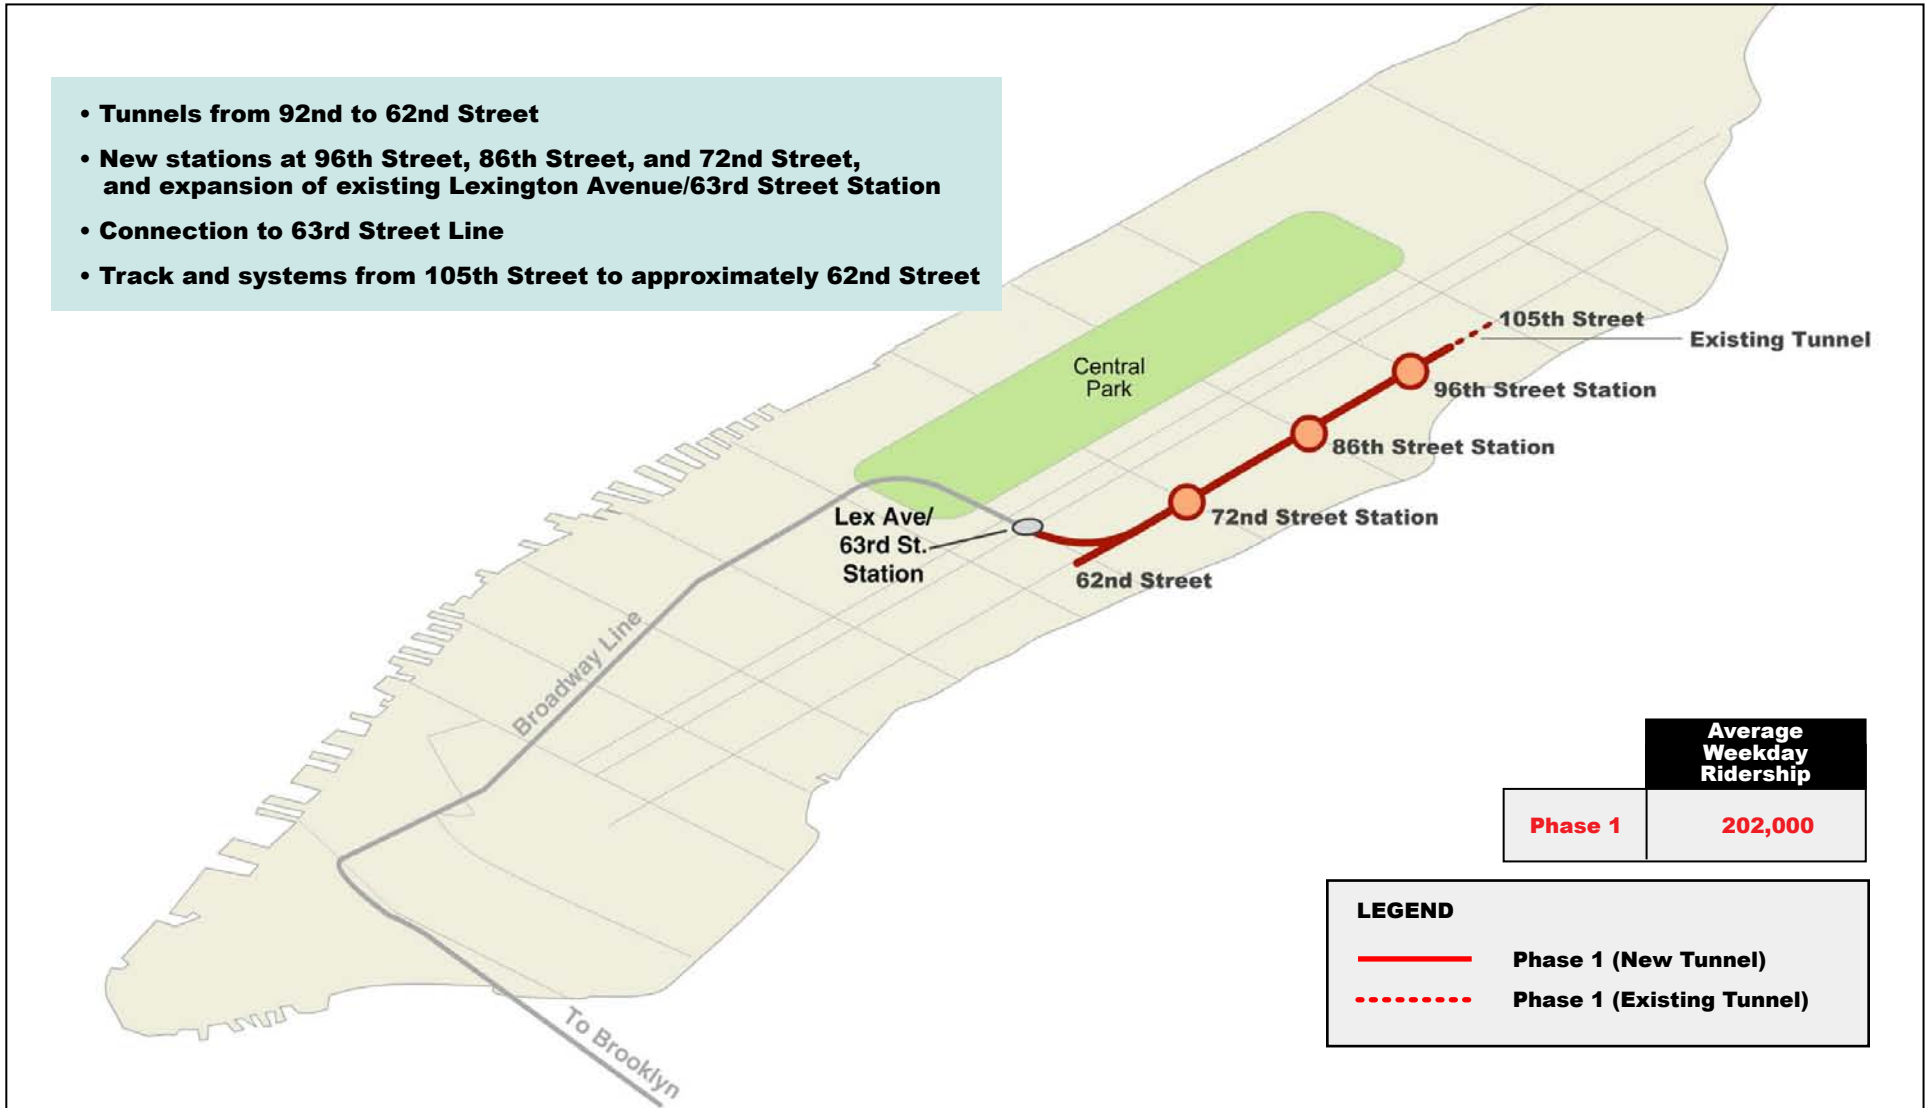 • Tunnels from 92nd to 62nd Street
• New stations at 96th Street, 86th Street, and 72nd Street,
and expansion of existing Lexington Avenue/63rd Street Station
• Connection to 63rd Street Line
• Track and systems from 105th Street to approximately 62nd Street
105th Street
Existing Tunnel
Central
Park
96th Street Station
86th Street Station
72nd Street Station
Lex Ave/
63rd St.
Station
62nd Street
Broadway Line
To Brooklyn
Average
Weekday
Ridership
Phase 1 202,000
LEGEND
Phase 1 (New Tunnel)
Phase 1 (Existing Tunnel)